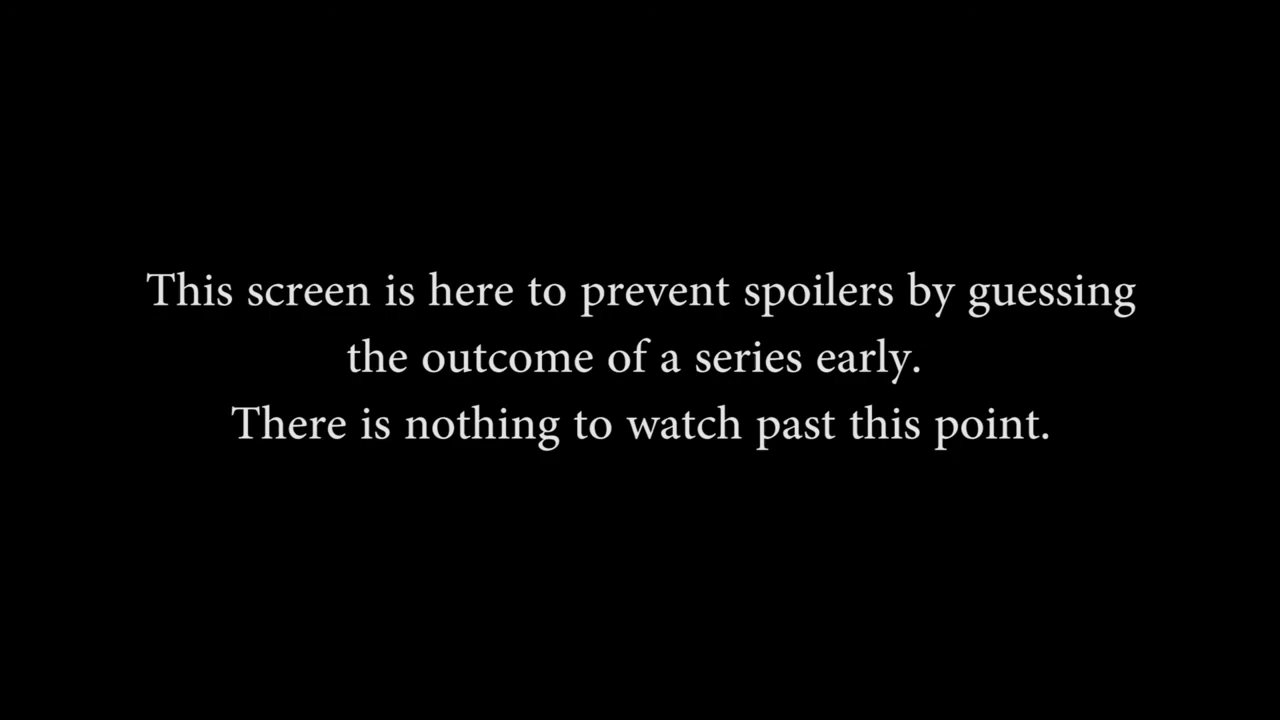 This screen is here to prevent spoilers by guessing
the outcome of a series early.
There is nothing to watch past this point.